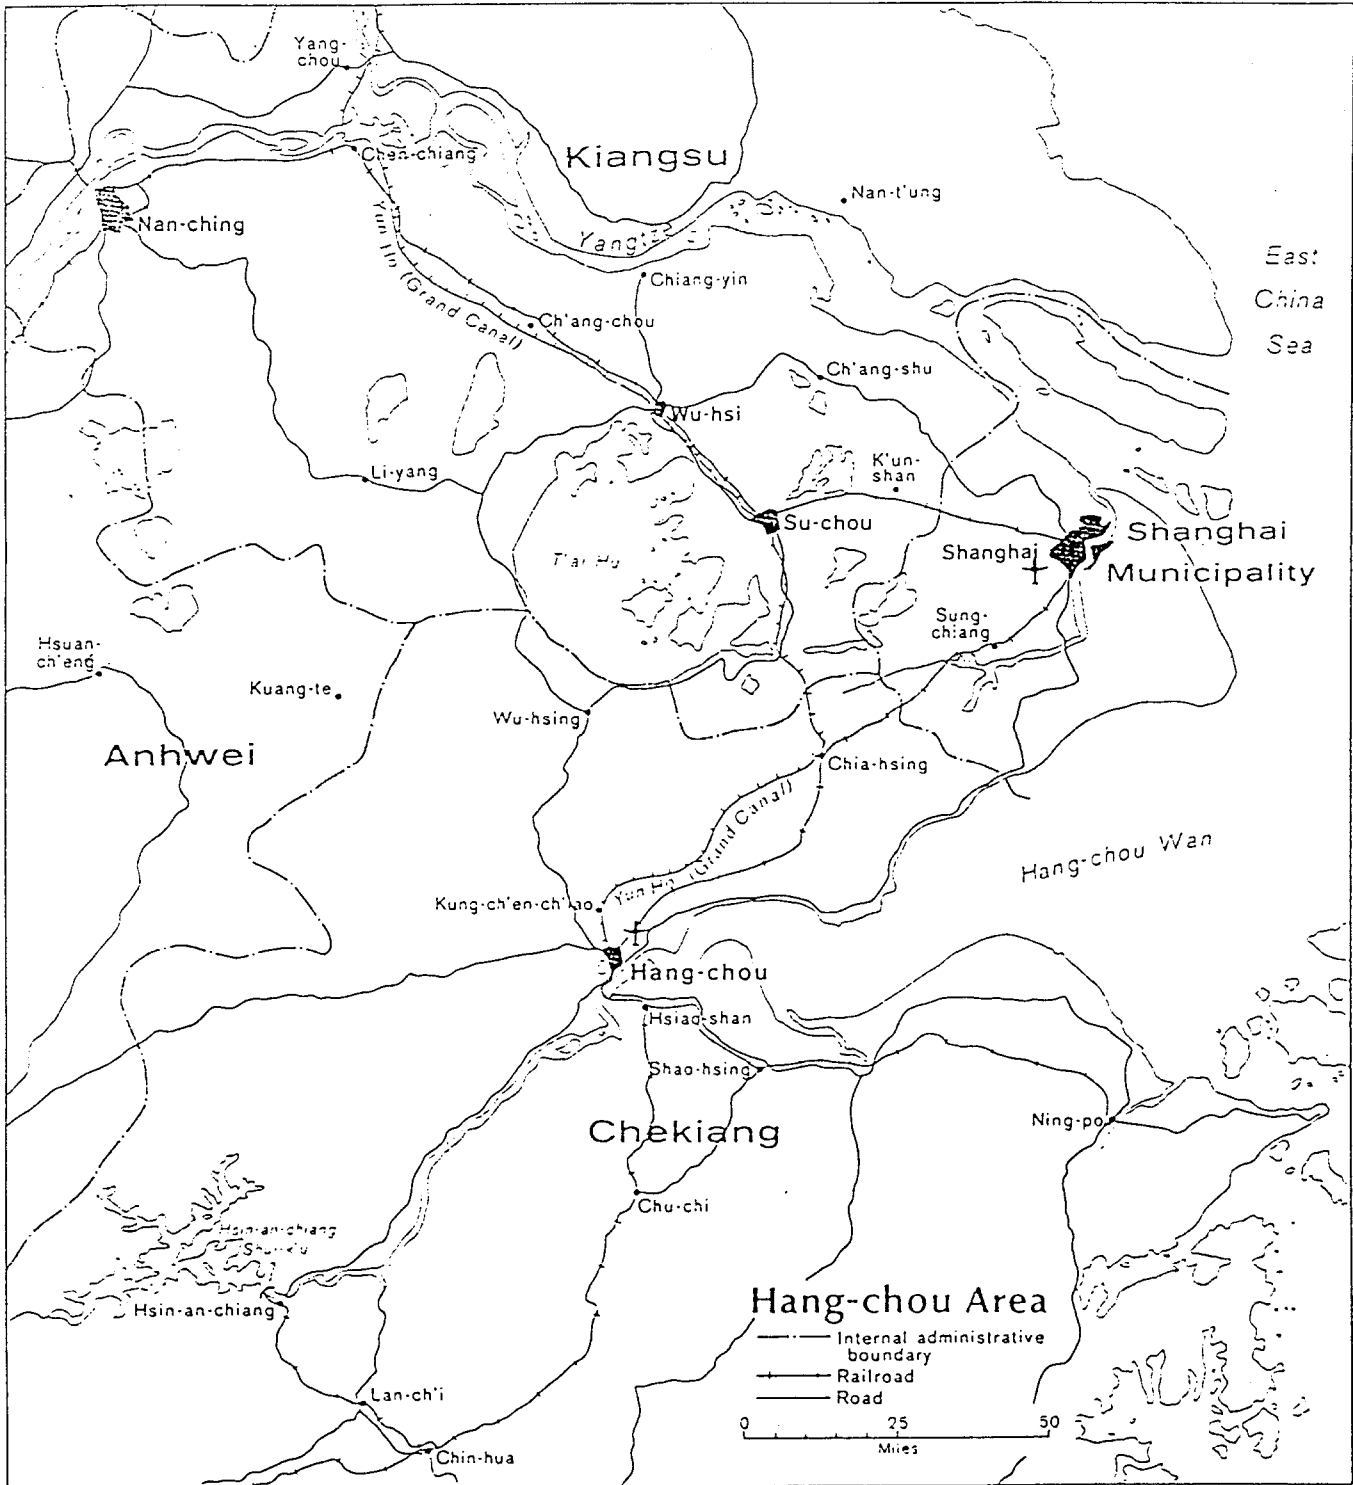 Yang-
chou
Kiangsu
Chen-chiang
Nan-t'ung
Nan-ching
Yangtze
East
China
Sea
Yun Ho (Grand Canal)
Chiang-yin
Ch'ang-chou
Ch'ang-shu
Wu-hsi
K'un-
shan
Li-yang
Su-chou
Shanghai
Municipality
Shanghai
T'ai Hu
Sung-
chiang
Hsuan-
ch'eng
Kuang-te
Wu-hsing
Anhwei
Chia-hsing
Yun Ho (Grand Canal)
Hang-chou Wan
Kung-ch'en-ch'iao
Hang-chou
Hsiao-shan
Shao-hsing
Ning-po
Chekiang
Chu-chi
Hsin-an-chiang
Hsin-an-chiang
Hang-chou Area
Internal administrative
boundary
Railroad
Road
0 25 50
Miles
Lan-ch'i
Chin-hua